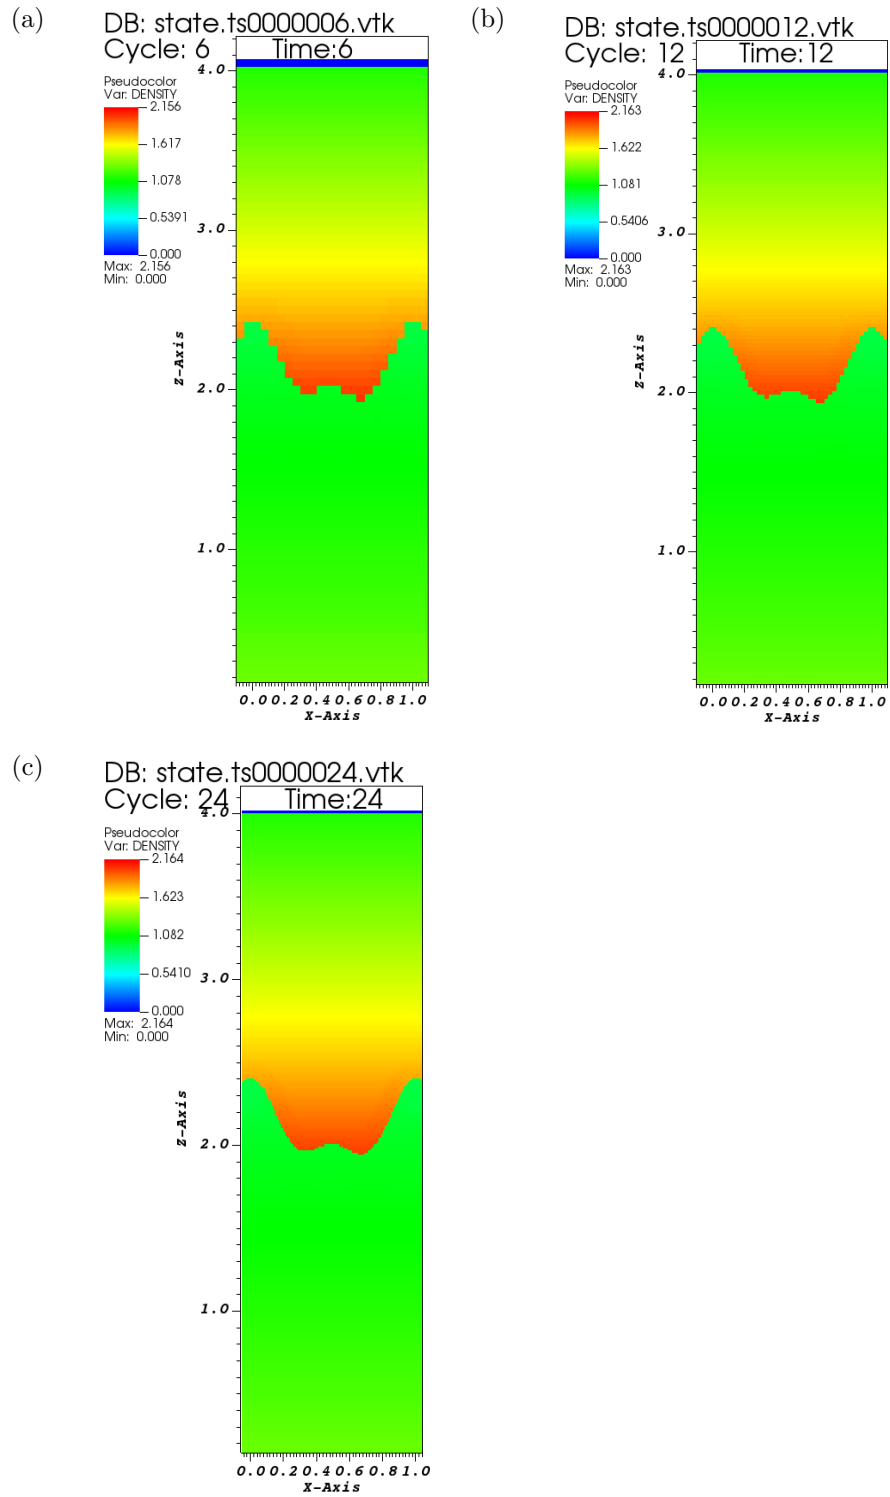 (a)
DB: state.ts0000006.vtk
Cycle: 6 Time:6
Pseudocolor
Var: DENSITY
2.156
1.617
1.078
0.5391
0.000
Max: 2.156
Min: 0.000
4.0
3.0
2.0
1.0
Z-Axis
0.0 0.2 0.4 0.6 0.8 1.0
X-Axis
(b)
DB: state.ts0000012.vtk
Cycle: 12 Time:12
Pseudocolor
Var: DENSITY
2.163
1.622
1.081
0.5406
0.000
Max: 2.163
Min: 0.000
4.0
3.0
2.0
1.0
Z-Axis
0.0 0.2 0.4 0.6 0.8 1.0
X-Axis
(c)
DB: state.ts0000024.vtk
Cycle: 24 Time:24
Pseudocolor
Var: DENSITY
2.164
1.623
1.082
0.5410
0.000
Max: 2.164
Min: 0.000
4.0
3.0
2.0
1.0
Z-Axis
0.0 0.2 0.4 0.6 0.8 1.0
X-Axis